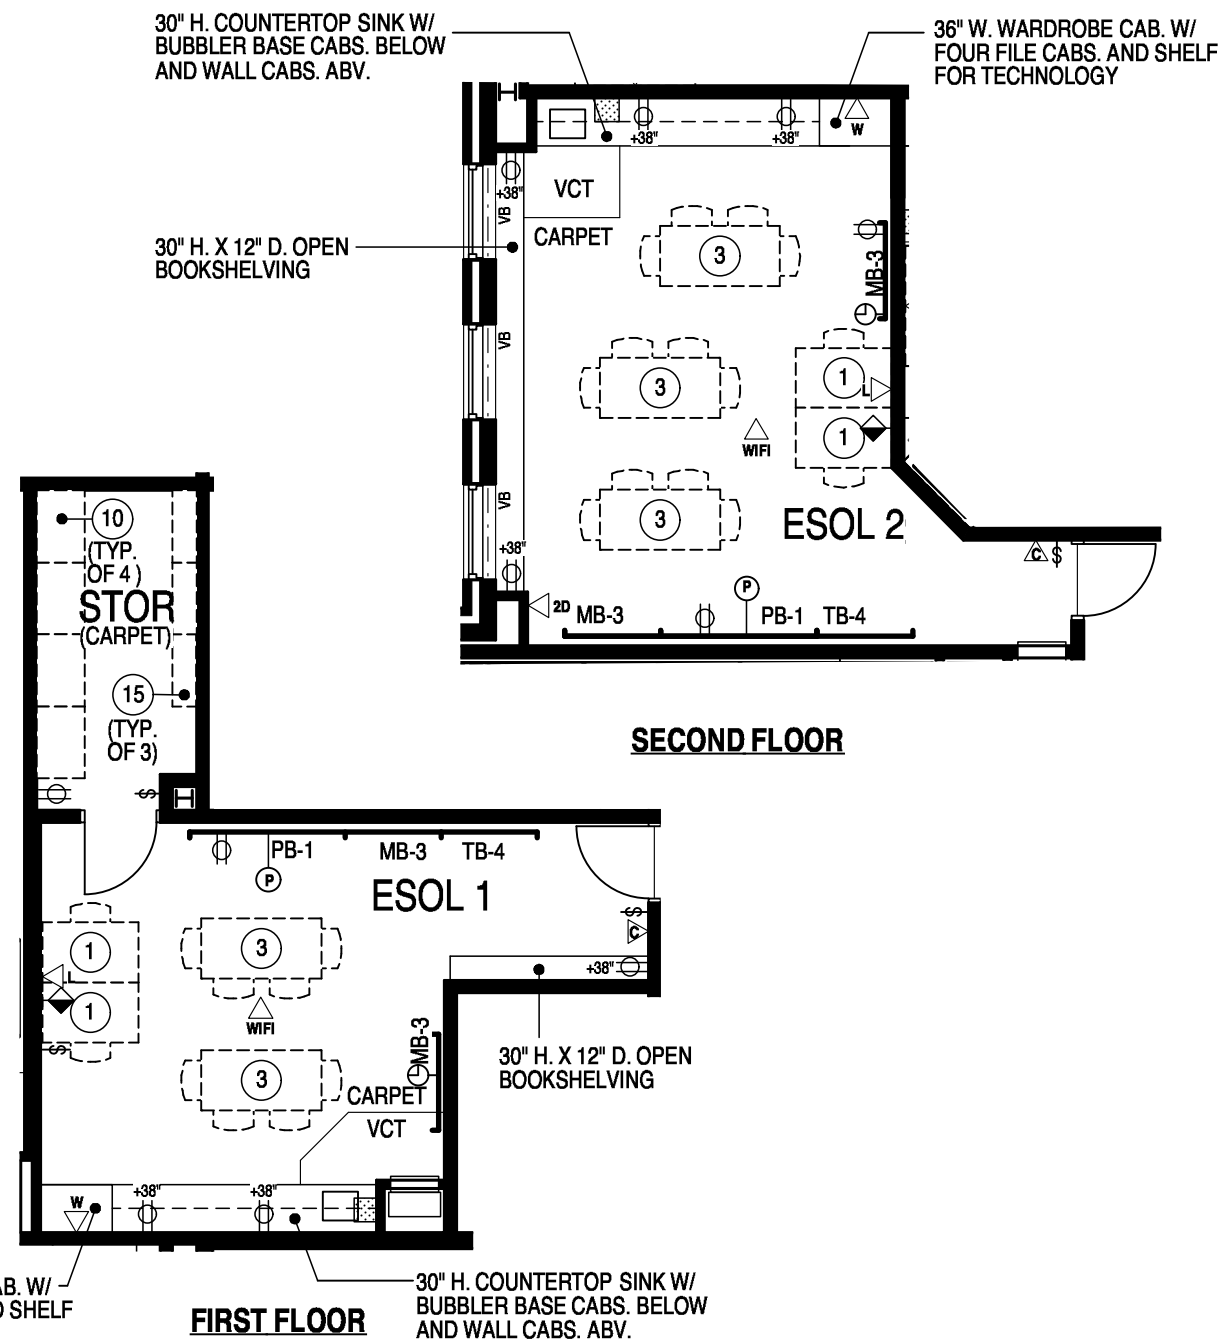 30" H. COUNTERTOP SINK W/
BUBBLER BASE CABS. BELOW
AND WALL CABS. ABV.
36" W. WARDROBE CAB. W/
FOUR FILE CABS. AND SHELF
FOR TECHNOLOGY
+38"
+38"
W
+38"
VCT
VB
CARPET
30" H. X 12" D. OPEN
BOOKSHELVING
3
MB-3
VB
3
1
L
1
WIFI
VB
3
ESOL 2
+38"
C
S
2D
MB-3
P
PB-1
TB-4
SECOND FLOOR
10
(TYP.
OF 4)
STOR
(CARPET)
15
(TYP.
OF 3)
S
PB-1
MB-3
TB-4
P
ESOL 1
S
C
1
3
+38"
L
1
WIFI
S
MB-3
30" H. X 12" D. OPEN
BOOKSHELVING
3
CARPET
VCT
W
+38"
+38"
AB. W/
D SHELF
30" H. COUNTERTOP SINK W/
BUBBLER BASE CABS. BELOW
AND WALL CABS. ABV.
FIRST FLOOR